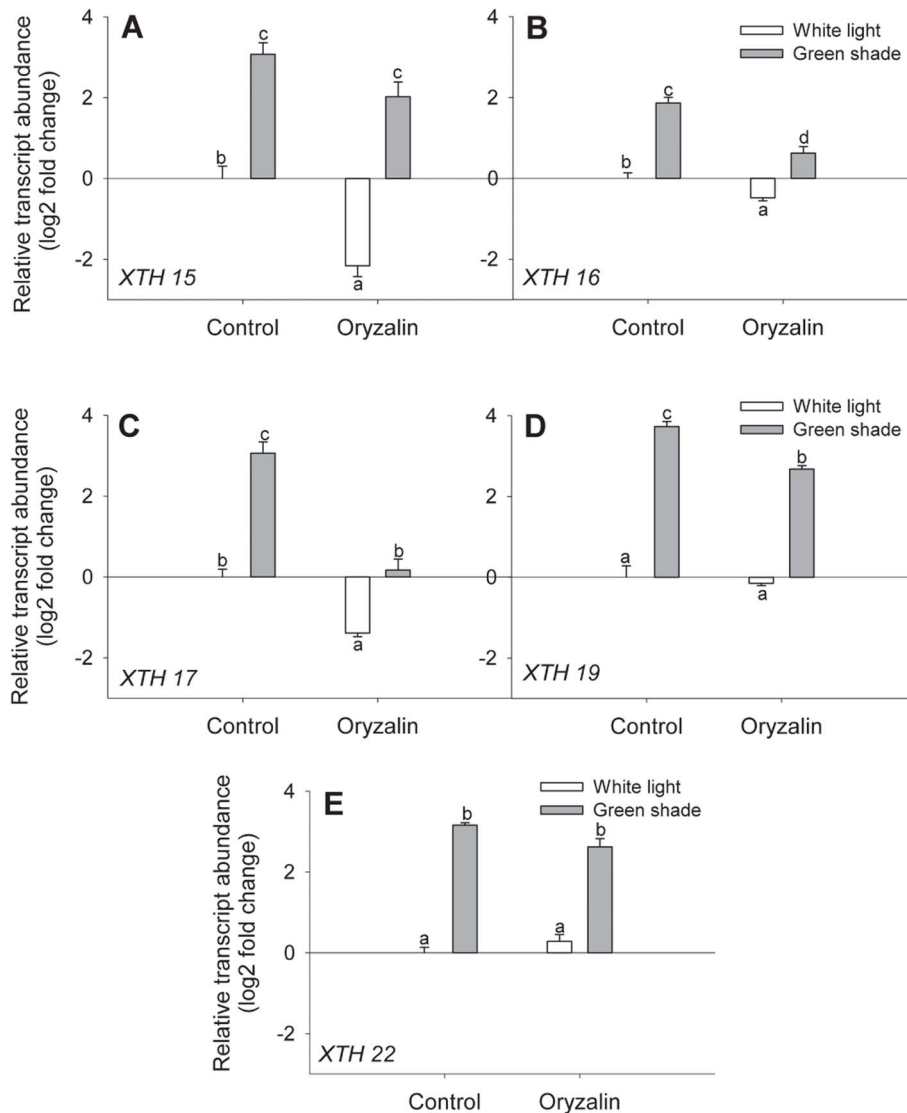 A
B
White light
Green shade
Relative transcript abundance
(log2 fold change)
4
2
0
-2
b
c
a
c
XTH 15
Control
Oryzalin
4
2
0
-2
b
c
a
d
XTH 16
Control
Oryzalin
C
D
White light
Green shade
Relative transcript abundance
(log2 fold change)
4
2
0
-2
b
c
a
b
XTH 17
Control
Oryzalin
4
2
0
-2
a
c
a
b
XTH 19
Control
Oryzalin
E
White light
Green shade
Relative transcript abundance
(log2 fold change)
4
2
0
-2
a
b
a
b
XTH 22
Control
Oryzalin